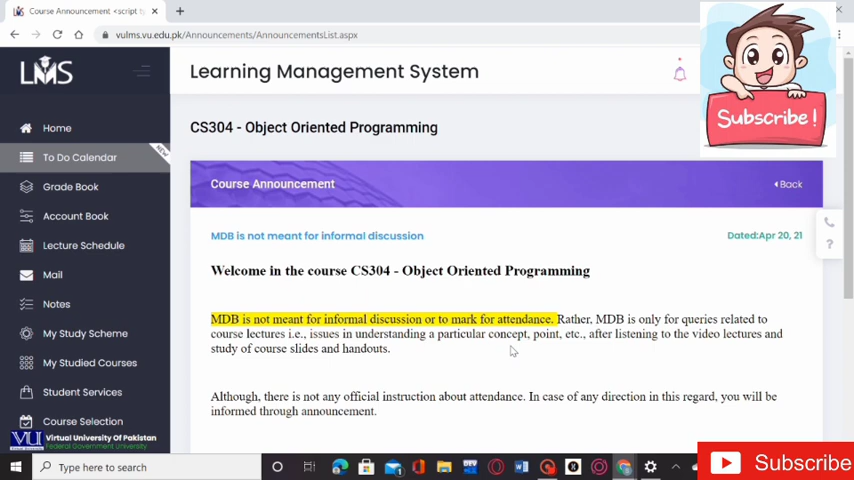 Course Announcement <script t
vulms.vu.edu.pk/Announcements/AnnouncementsList.aspx
LMS
Learning Management System
Subscribe!
CS304 - Object Oriented Programming
Home
To Do Calendar
NEW
Grade Book
Account Book
Lecture Schedule
Mail
Notes
My Study Scheme
My Studied Courses
Student Services
Course Selection
Course Announcement
Back
MDB is not meant for informal discussion
Dated:Apr 20, 21
Welcome in the course CS304 - Object Oriented Programming
MDB is not meant for informal discussion or to mark for attendance. Rather, MDB is only for queries related to
course lectures i.e., issues in understanding a particular concept, point, etc., after listening to the video lectures and
study of course slides and handouts.
Although, there is not any official instruction about attendance. In case of any direction in this regard, you will be
informed through announcement.
VU
Virtual University Of Pakistan
Federal Government University
Type here to search
DEV
Subscribe